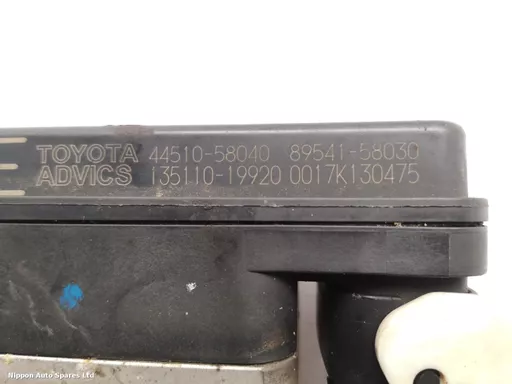 TOYOTA 44510-58040 89541-58030
ADVICS 135110-19920 0017K130475
Nippon Auto Spares Ltd